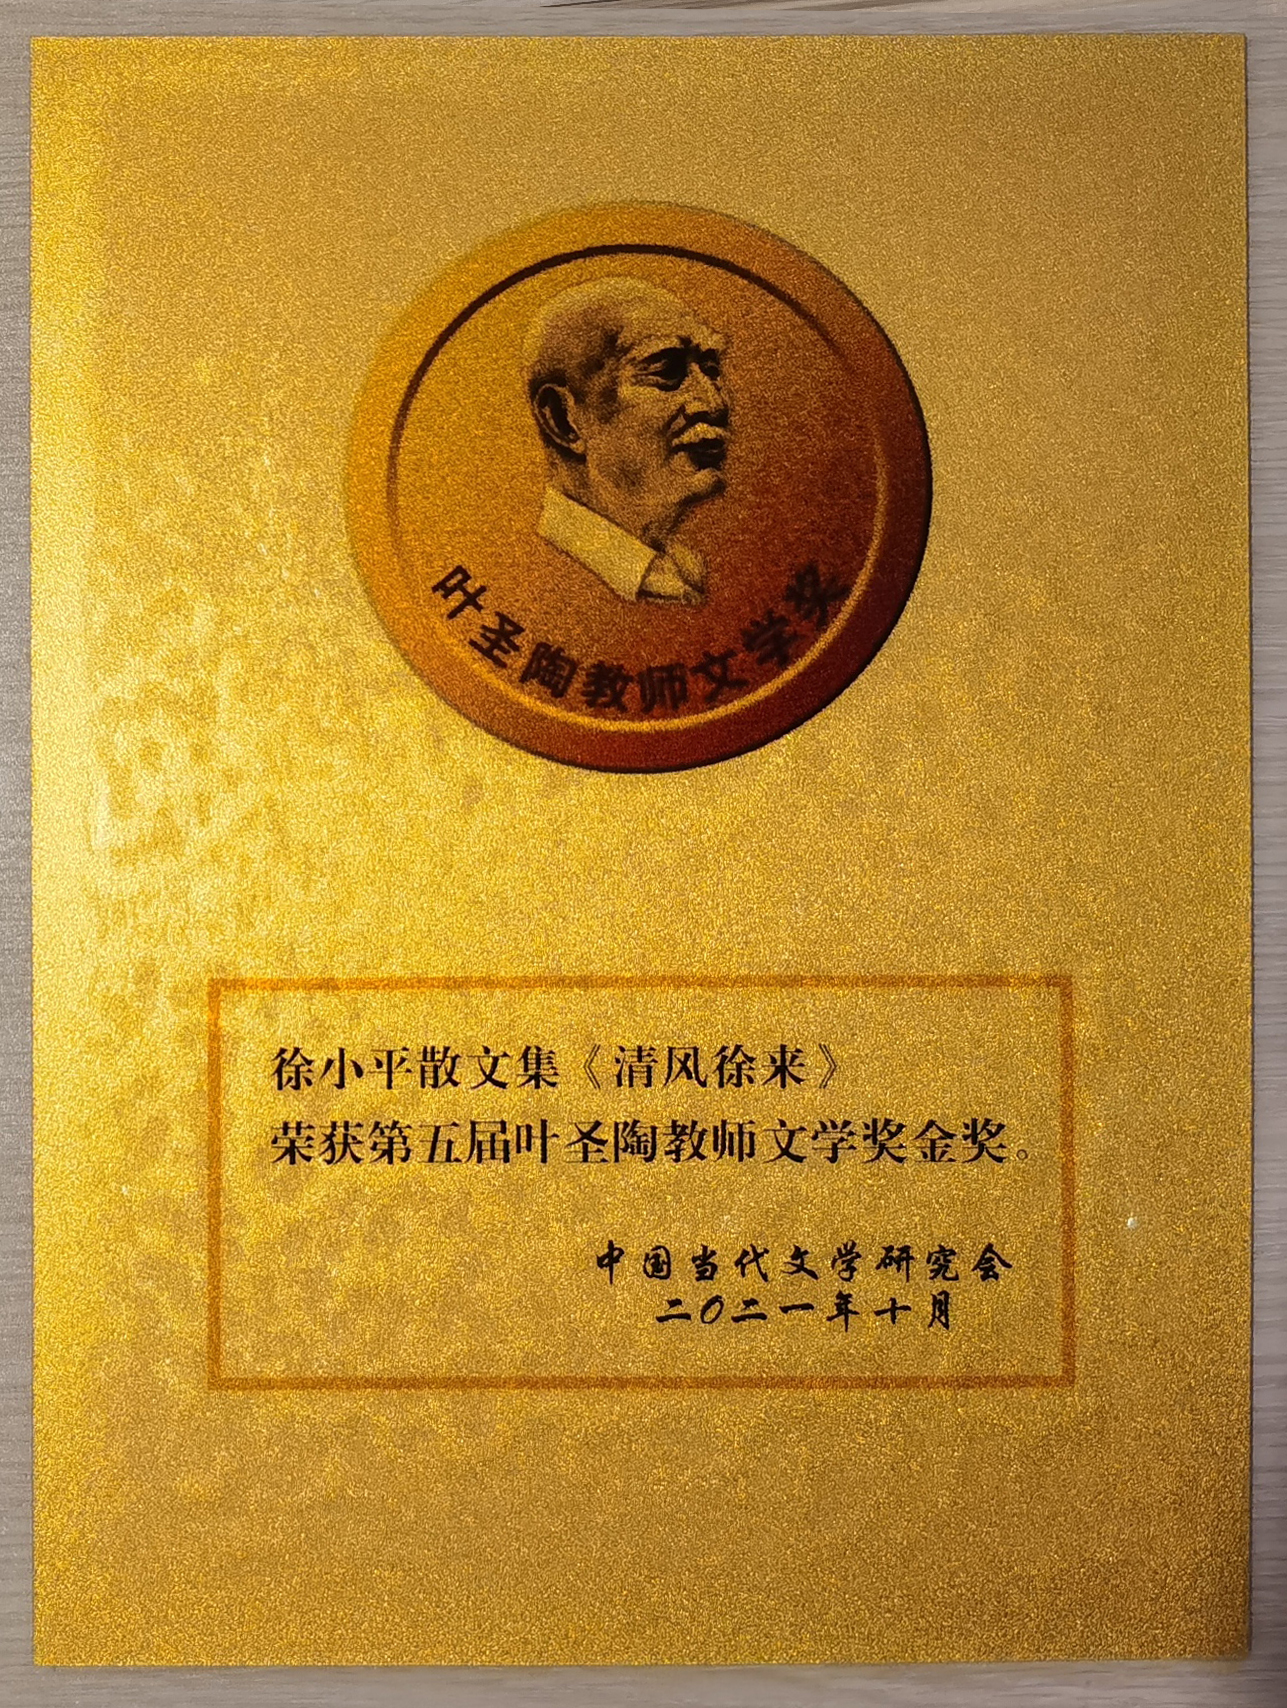 叶圣陶教师文学奖
徐小平散文集《清风徐来》
荣获第五届叶圣陶教师文学奖金奖。
中国当代文学研究会
二〇二一年十月